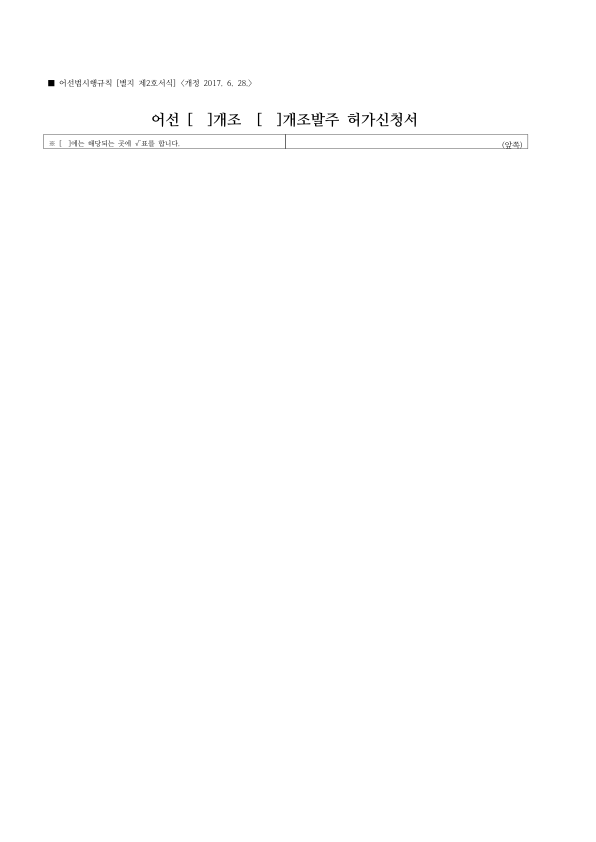 ■ 어선법시행규칙 [별지 제2호서식] <개정 2017. 6. 28.>
어선 [  ]개조  [  ]개조발주 허가신청서
※ [  ]에는 해당되는 곳에 √표를 합니다. (앞쪽)